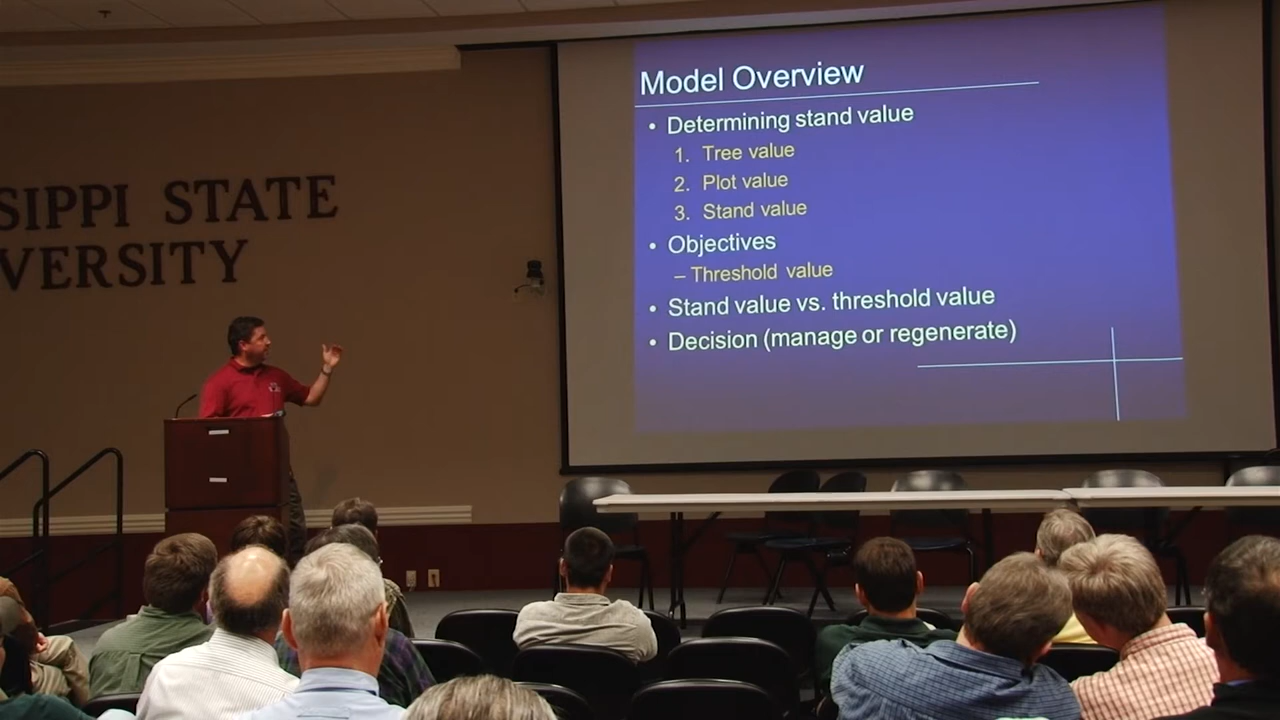 SIPPI STATE
VERSITY
Model Overview
• Determining stand value
1. Tree value
2. Plot value
3. Stand value
• Objectives
– Threshold value
• Stand value vs. threshold value
• Decision (manage or regenerate)